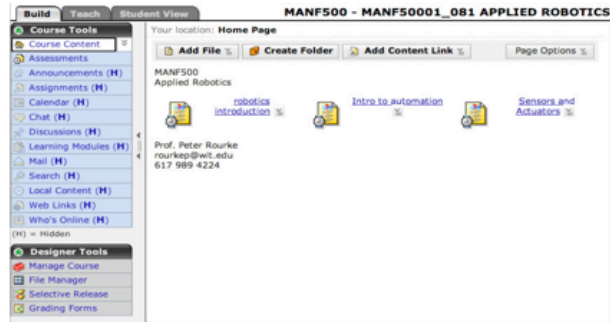 Build Teach Student View MANF500 - MANF50001_081 APPLIED ROBOTICS
Course Tools
Course Content
Assessments
Announcements (H)
Assignments (H)
Calendar (H)
Chat (H)
Discussions (H)
Learning Modules (H)
Mail (H)
Search (H)
Local Content (H)
Web Links (H)
Who's Online (H)
(H) = Hidden
Designer Tools
Manage Course
File Manager
Selective Release
Grading Forms
Your location: Home Page
Add File Create Folder Add Content Link Page Options
MANF500
Applied Robotics
robotics
introduction
Intro to automation
Sensors and
Actuators
Prof. Peter Rourke
rourkep@wit.edu
617 989 4224